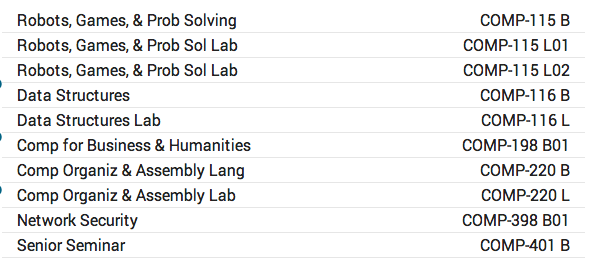 Robots, Games, & Prob Solving COMP-115 B
Robots, Games, & Prob Sol Lab COMP-115 L01
Robots, Games, & Prob Sol Lab COMP-115 L02
Data Structures COMP-116 B
Data Structures Lab COMP-116 L
Comp for Business & Humanities COMP-198 B01
Comp Organiz & Assembly Lang COMP-220 B
Comp Organiz & Assembly Lab COMP-220 L
Network Security COMP-398 B01
Senior Seminar COMP-401 B